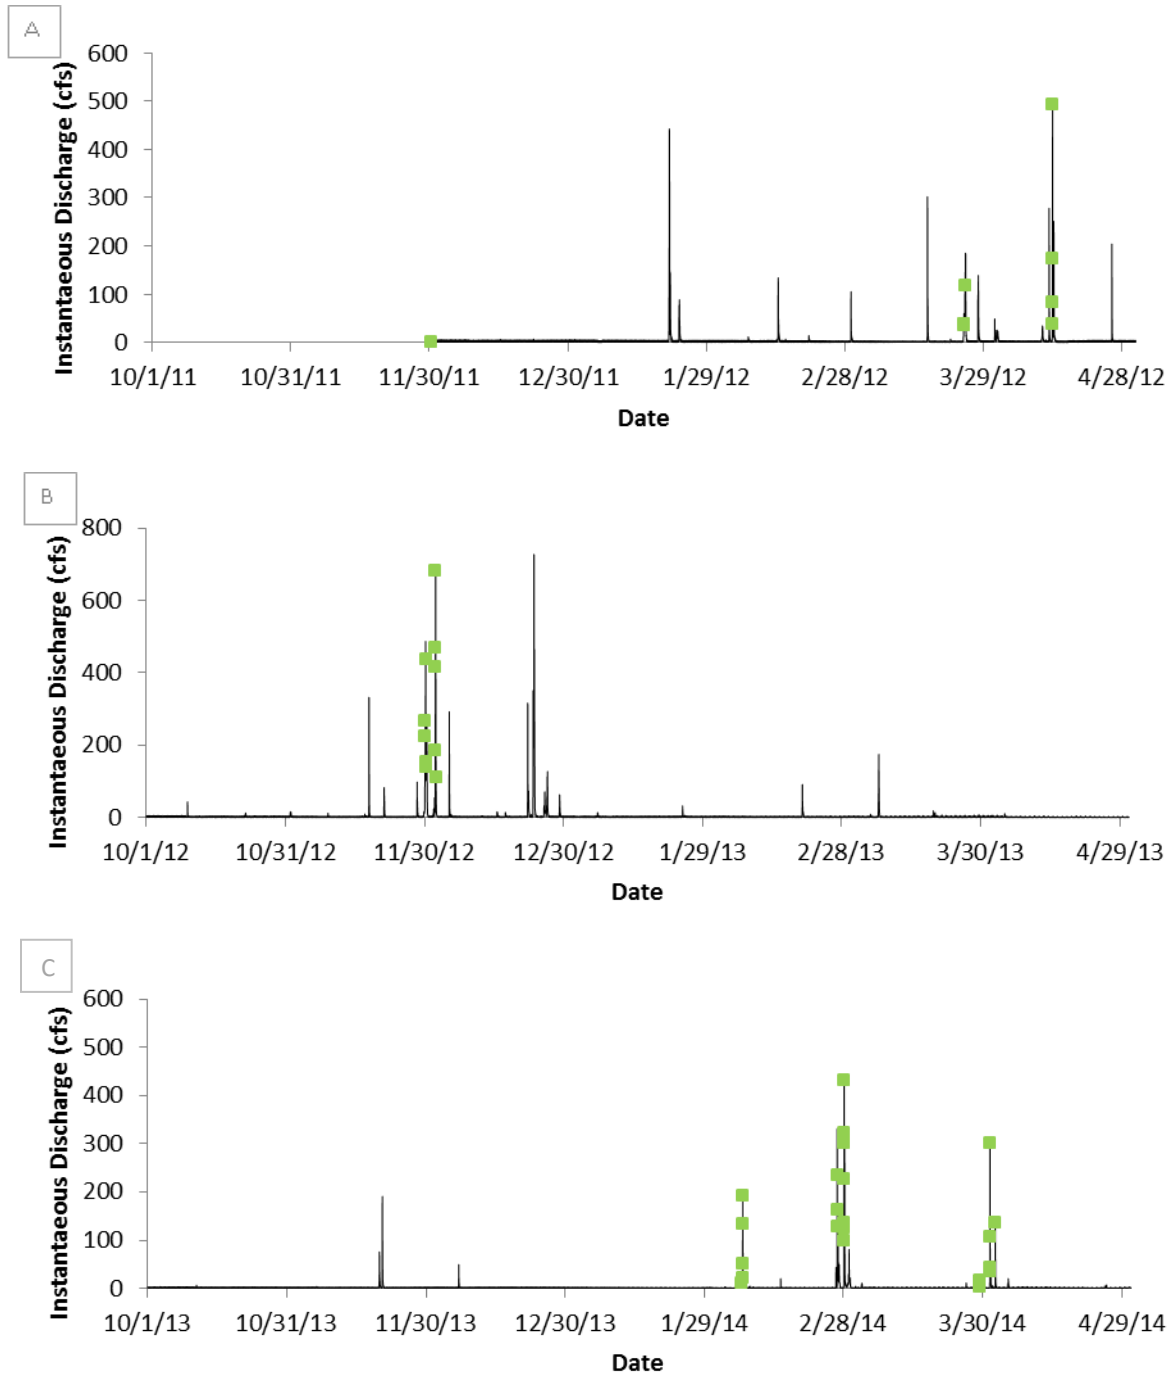 A
Instantaeous Discharge (cfs)
600
500
400
300
200
100
0
10/1/11 10/31/11 11/30/11 12/30/11 1/29/12 2/28/12 3/29/12 4/28/12
Date
B
Instantaeous Discharge (cfs)
800
600
400
200
0
10/1/12 10/31/12 11/30/12 12/30/12 1/29/13 2/28/13 3/30/13 4/29/13
Date
C
Instantaeous Discharge (cfs)
600
500
400
300
200
100
0
10/1/13 10/31/13 11/30/13 12/30/13 1/29/14 2/28/14 3/30/14 4/29/14
Date